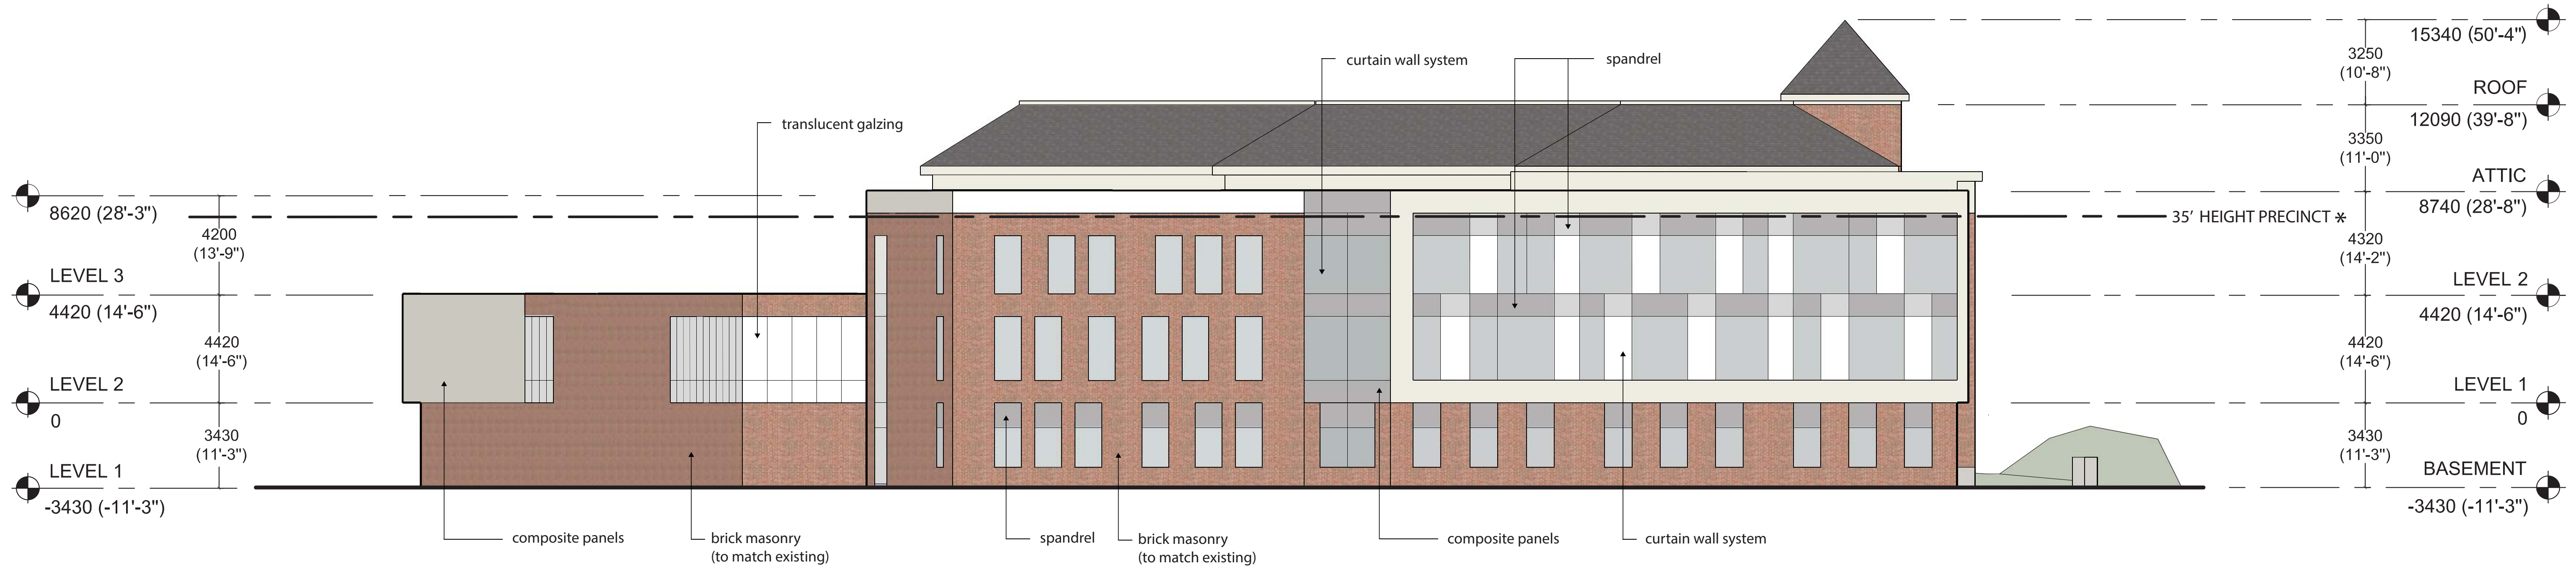 15340 (50'-4")
3250
(10'-8")
curtain wall system
spandrel
ROOF
12090 (39'-8")
translucent galzing
3350
(11'-0")
ATTIC
8740 (28'-8")
8620 (28'-3")
35' HEIGHT PRECINCT *
4200
(13'-9")
4320
(14'-2")
LEVEL 3
4420 (14'-6")
LEVEL 2
4420 (14'-6")
4420
(14'-6")
4420
(14'-6")
LEVEL 2
0
LEVEL 1
0
3430
(11'-3")
3430
(11'-3")
LEVEL 1
-3430 (-11'-3")
BASEMENT
-3430 (-11'-3")
composite panels
brick masonry
(to match existing)
spandrel
brick masonry
(to match existing)
composite panels
curtain wall system